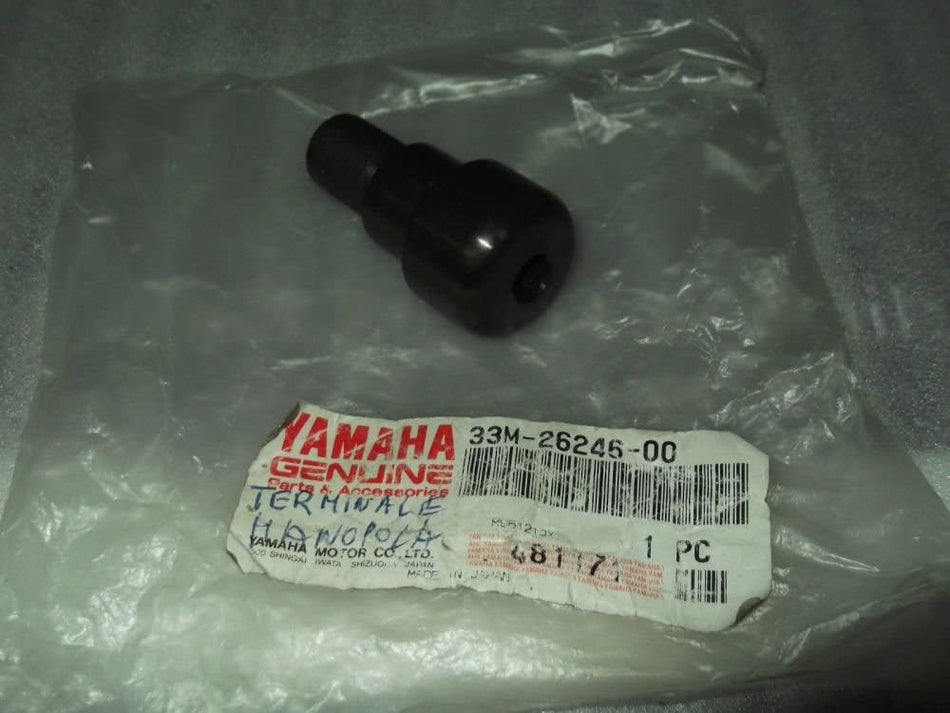 YAMAHA
GENUINE
Parts & Accessories
TERMINALE
MANOPOLA
YAMAHA MOTOR CO., LTD.
SHINGAI IWATA SHIZUOKA JAPAN
MADE IN JAPAN
33M-26246-00
1 PC